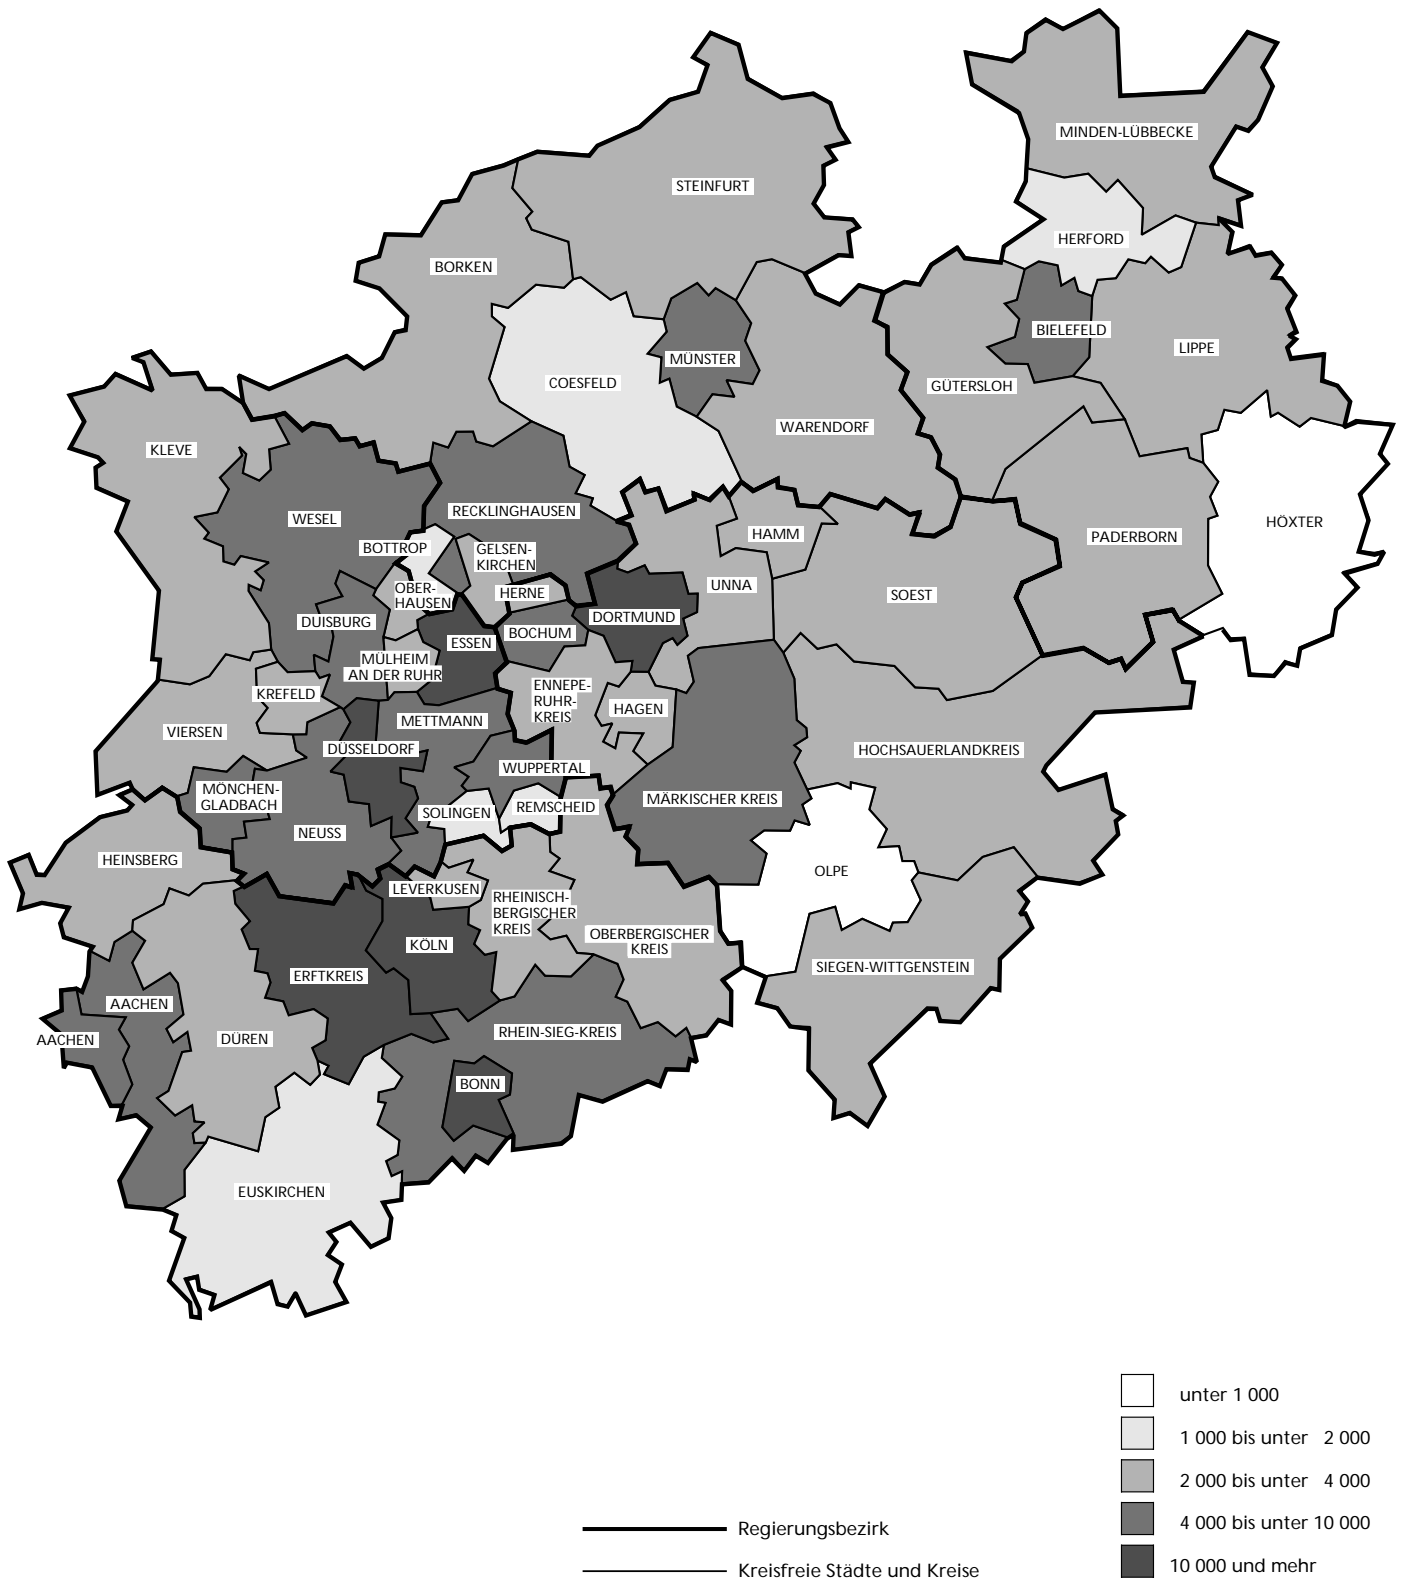 MINDEN-LÜBBECKE
STEINFURT
HERFORD
BORKEN
BIELEFELD
LIPPE
MÜNSTER
COESFELD
GÜTERSLOH
WARENDORF
KLEVE
RECKLINGHAUSEN
WESEL
HÖXTER
HAMM
PADERBORN
BOTTROP
GELSEN-
KIRCHEN
UNNA
OBER-
HAUSEN
HERNE
SOEST
DORTMUND
DUISBURG
BOCHUM
ESSEN
MÜLHEIM
AN DER RUHR
KREFELD
ENNEPE-
RUHR-
KREIS
HAGEN
METTMANN
VIERSEN
DÜSSELDORF
HOCHSAUERLANDKREIS
WUPPERTAL
MÖNCHEN-
GLADBACH
MÄRKISCHER KREIS
REMSCHEID
SOLINGEN
NEUSS
HEINSBERG
OLPE
LEVERKUSEN
RHEINISCH-
BERGISCHER
KREIS
OBERBERGISCHER
KREIS
KÖLN
SIEGEN-WITTGENSTEIN
ERFTKREIS
AACHEN
RHEIN-SIEG-KREIS
AACHEN
DÜREN
BONN
EUSKIRCHEN
unter 1 000
1 000 bis unter 2 000
2 000 bis unter 4 000
4 000 bis unter 10 000
10 000 und mehr
Regierungsbezirk
Kreisfreie Städte und Kreise